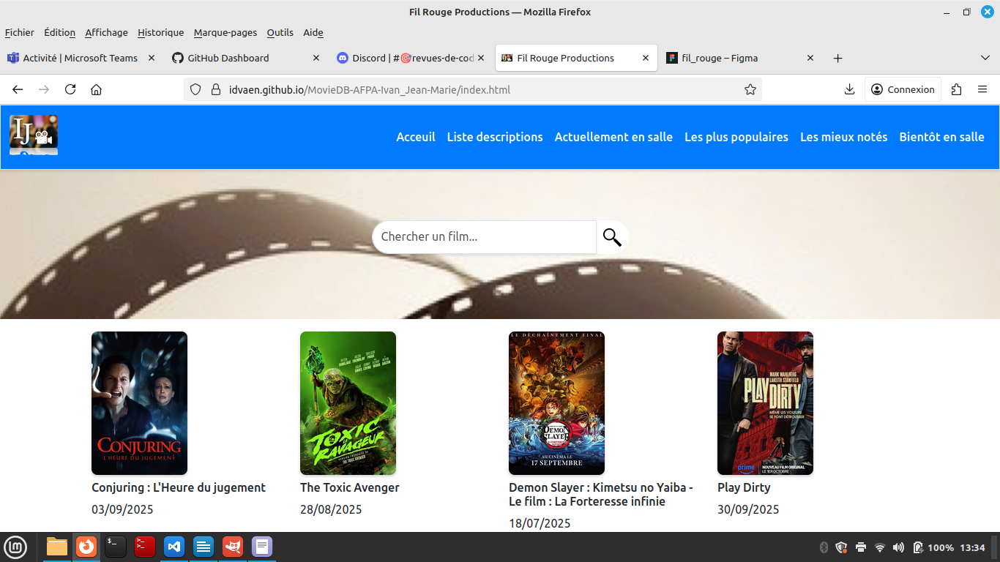 Fil Rouge Productions — Mozilla Firefox
Fichier Édition Affichage Historique Marque-pages Outils Aide
Activité | Microsoft Teams
GitHub Dashboard
Discord | #🎯revues-de-cod
Fil Rouge Productions
fil_rouge – Figma
idvaen.github.io/MovieDB-AFPA-Ivan_Jean-Marie/index.html
Connexion
IJ
Acceuil Liste descriptions Actuellement en salle Les plus populaires Les mieux notés Bientôt en salle
Chercher un film...
CONJURING
L'HEURE DU JUGEMENT
TOXIC
RAVAGEUR
LE DÉCHAÎNEMENT FINAL
DEMON
SLAYER
AU CINÉMA LE
17 SEPTEMBRE
MARK WAHLBERG
LAKEITH STANFIELD
PLAY DIRTY
MÊME LES VOLEURS
SE FONT DÉTROUSSER
prime
NOUVEAU FILM ORIGINAL
LE 1ER OCTOBRE
Conjuring : L'Heure du jugement
03/09/2025
The Toxic Avenger
28/08/2025
Demon Slayer : Kimetsu no Yaiba -
Le film : La Forteresse infinie
18/07/2025
Play Dirty
30/09/2025
100% 13:34